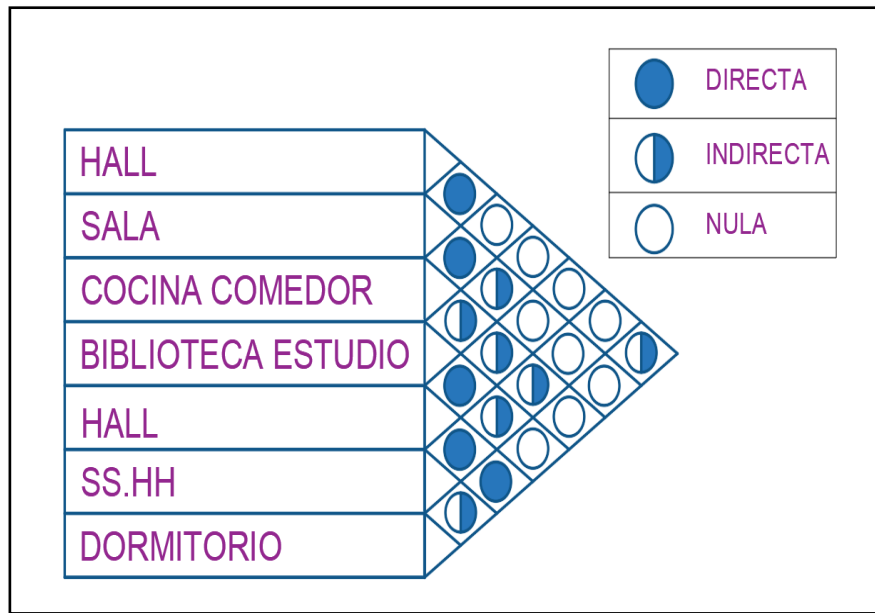 DIRECTA
INDIRECTA
NULA
HALL
SALA
COCINA COMEDOR
BIBLIOTECA ESTUDIO
HALL
SS.HH
DORMITORIO